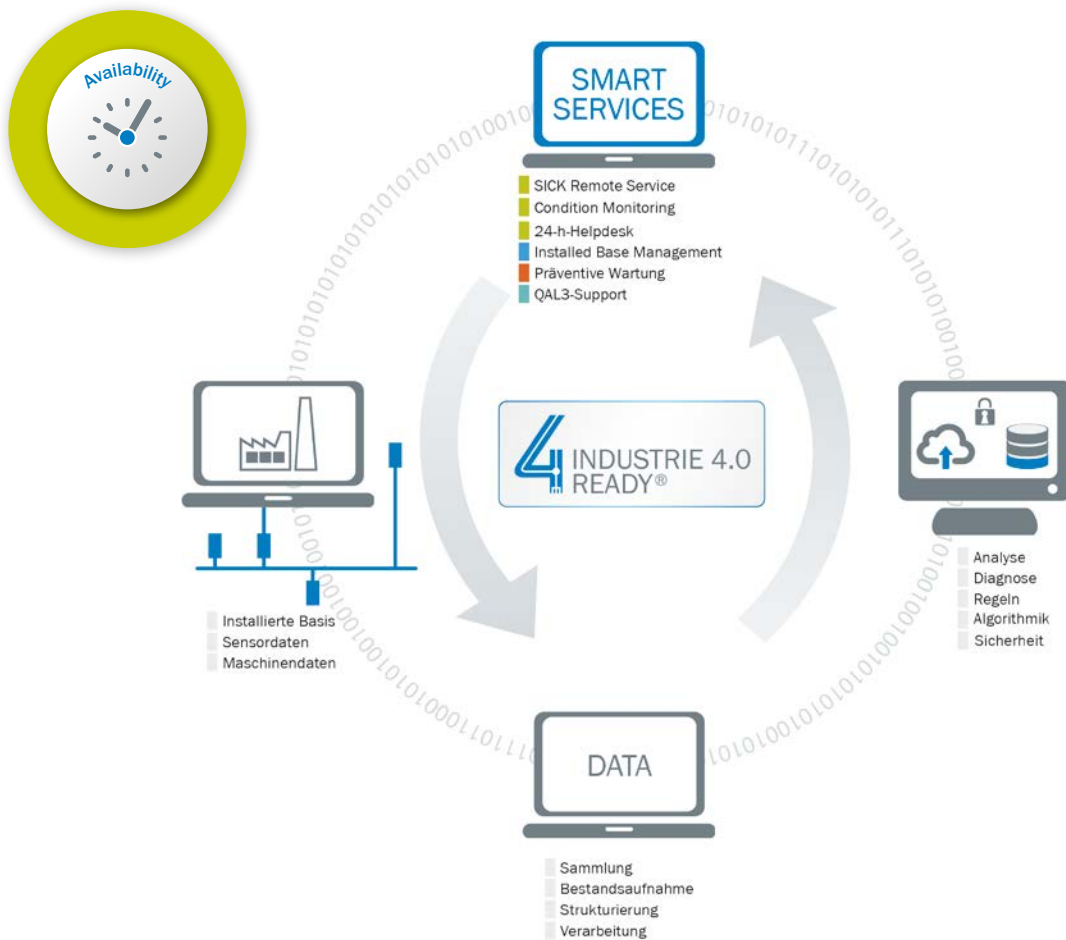 Availability
SMART
SERVICES
SICK Remote Service
Condition Monitoring
24-h-Helpdesk
Installed Base Management
Präventive Wartung
QAL3-Support
4 INDUSTRIE 4.0
READY®
Installierte Basis
Sensordaten
Maschinendaten
Analyse
Diagnose
Regeln
Algorithmik
Sicherheit
DATA
Sammlung
Bestandsaufnahme
Strukturierung
Verarbeitung